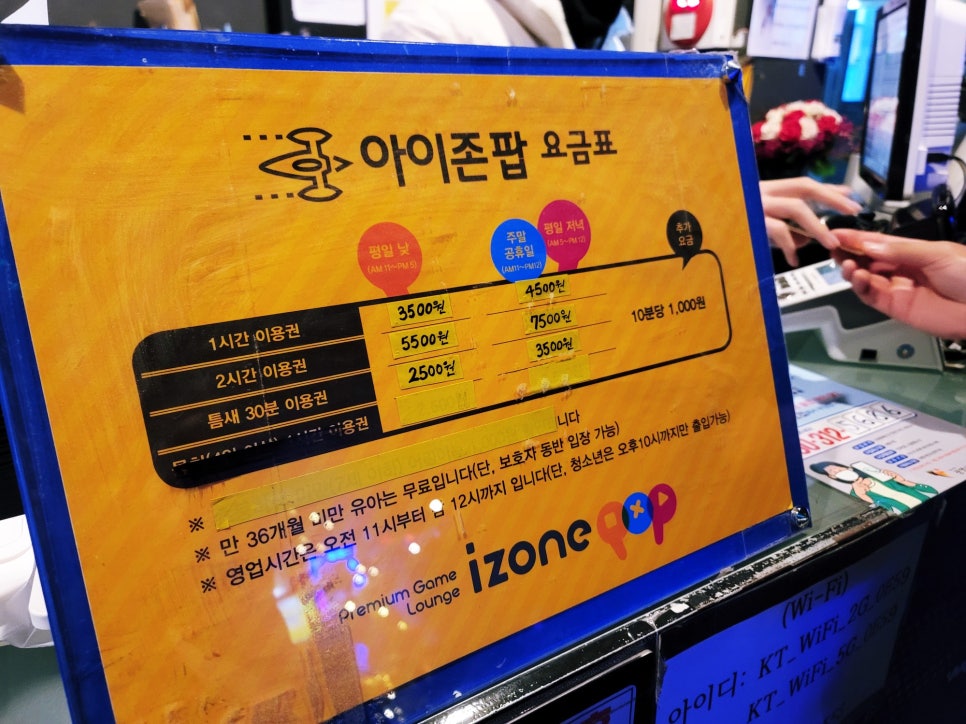 아이존팝 요금표
평일 낮
(AM 11~PM 5)
주말
공휴일
(AM11~PM12)
평일 저녁
(AM 5~PM 12)
추가
요금
1시간 이용권 3500원 4500원
2시간 이용권 5500원 7500원
틈새 30분 이용권 2500원 3500원
10분당 1,000원
이용권
※ 니다
※ 만 36개월 미만 유아는 무료입니다(단, 보호자 동반 입장 가능)
※ 영업시간은 오전 11시부터 밤 12시까지 입니다(단, 청소년은 오후10시까지만 출입가능)
Premium Game
Lounge
izone pop
(Wi-Fi)
아이디: KT_WiFi_2G_0E59
KT_WiFi_5G_0E59